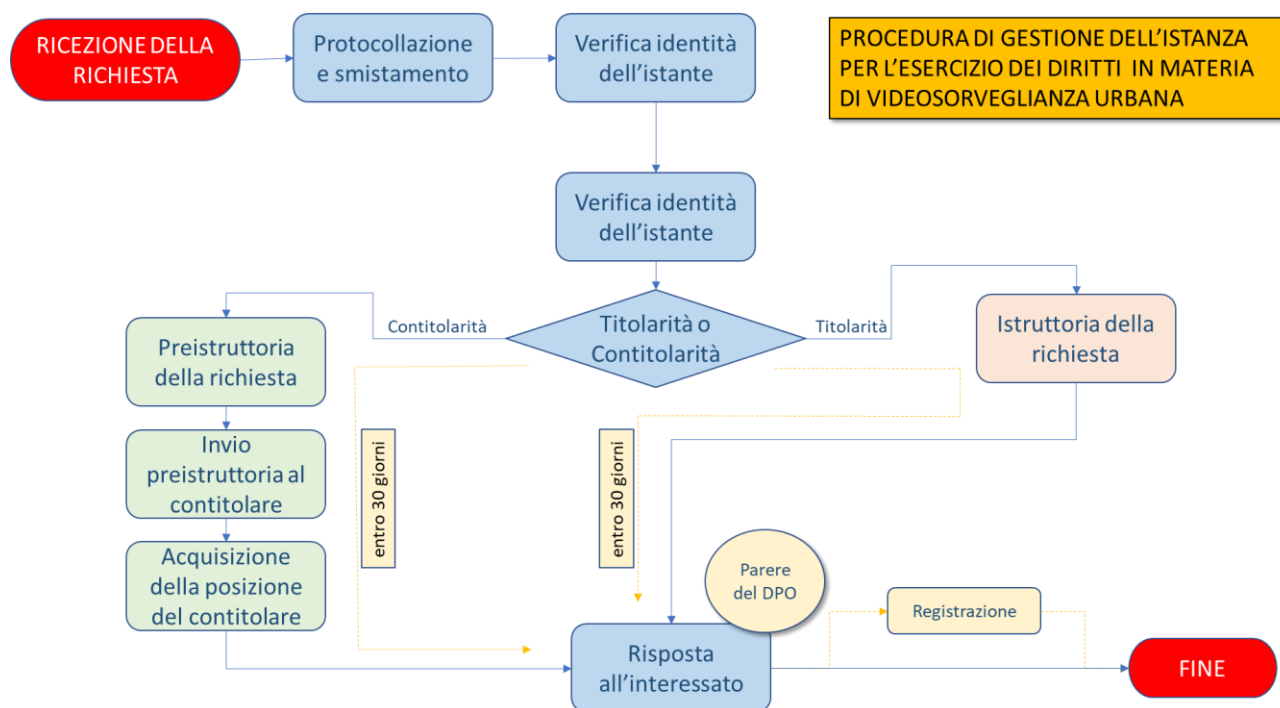 RICEZIONE DELLA
RICHIESTA
Protocollazione
e smistamento
Verifica identità
dell'istante
PROCEDURA DI GESTIONE DELL'ISTANZA
PER L'ESERCIZIO DEI DIRITTI IN MATERIA
DI VIDEOSORVEGLIANZA URBANA
Verifica identità
dell'istante
Contitolarità
Titolarità o
Contitolarità
Titolarità
Preistruttoria
della richiesta
Istruttoria della
richiesta
Invio
preistruttoria al
contitolare
entro 30 giorni
entro 30 giorni
Acquisizione
della posizione
del contitolare
Parere
del DPO
Registrazione
Risposta
all'interessato
FINE